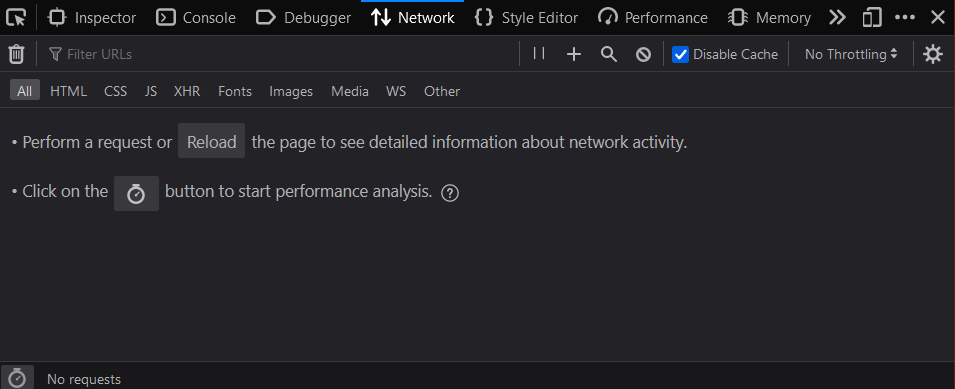 Inspector Console Debugger Network Style Editor Performance Memory
Filter URLs Disable Cache No Throttling
All HTML CSS JS XHR Fonts Images Media WS Other
• Perform a request or Reload the page to see detailed information about network activity.
• Click on the button to start performance analysis.
No requests